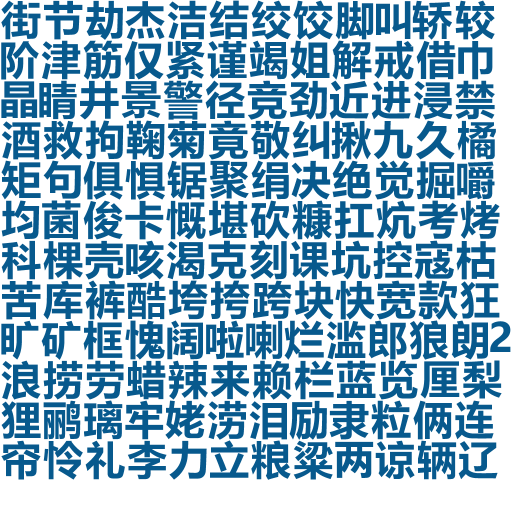 街节劫杰洁结绞饺脚叫轿较
阶津筋仅紧谨竭姐解戒借巾
晶睛井景警径竞劲近进浸禁
酒救拘鞠菊竟敬纠揪九久橘
矩句俱惧锯聚绢决绝觉掘嚼
均菌俊卡慨堪砍糠扛炕考烤
科棵壳咳渴克刻课坑控寇枯
苦库裤酷垮挎跨块快宽款狂
旷矿框愧阔啦喇烂滥郎狼朗2
浪捞劳蜡辣来赖栏蓝览厘梨
狸鹂璃牢姥涝泪励隶粒俩连
帘怜礼李力立粮粱两谅辆辽